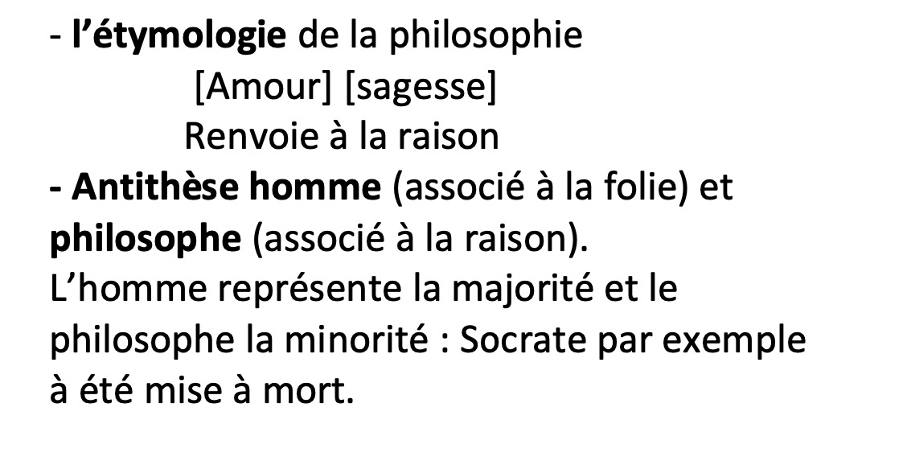 - l’étymologie de la philosophie
[Amour] [sagesse]
Renvoie à la raison
- Antithèse homme (associé à la folie) et
philosophe (associé à la raison).
L’homme représente la majorité et le
philosophe la minorité : Socrate par exemple
à été mise à mort.